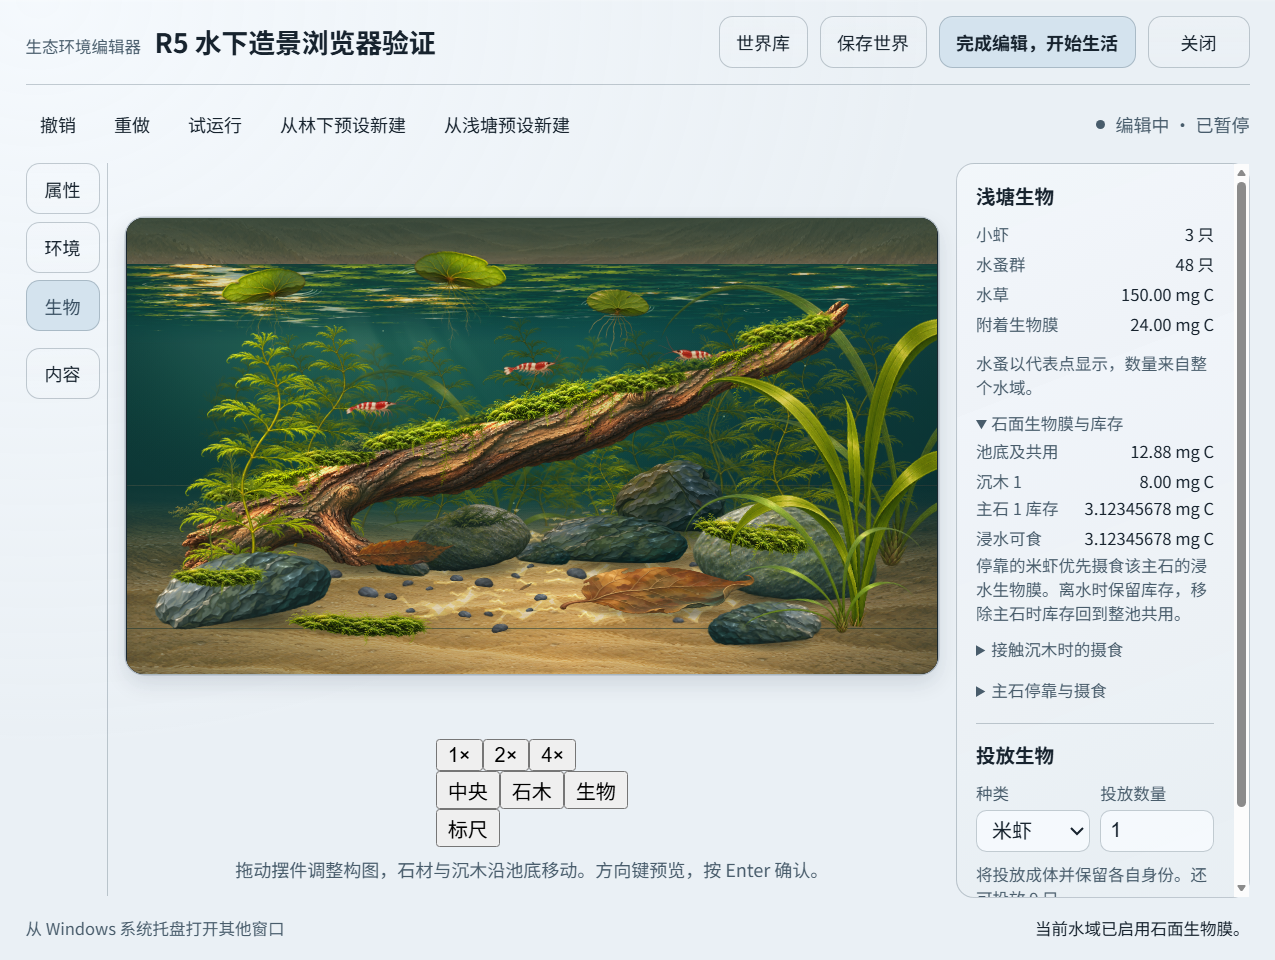 生态环境编辑器 R5 水下造景浏览器验证
世界库 保存世界 完成编辑，开始生活 关闭
撤销 重做 试运行 从林下预设新建 从浅塘预设新建
编辑中 · 已暂停
属性
环境
生物
内容
1× 2× 4×
中央 石木 生物
标尺
拖动摆件调整构图，石材与沉木沿池底移动。方向键预览，按 Enter 确认。
浅塘生物
小虾 3 只
水蚤群 48 只
水草 150.00 mg C
附着生物膜 24.00 mg C
水蚤以代表点显示，数量来自整
个水域。
▼ 石面生物膜与库存
池底及共用 12.88 mg C
沉木 1 8.00 mg C
主石 1 库存 3.12345678 mg C
浸水可食 3.12345678 mg C
停靠的米虾优先摄食该主石的浸
水生物膜。离水时保留库存，移
除主石时库存回到整池共用。
▶ 接触沉木时的摄食
▶ 主石停靠与摄食
投放生物
种类 投放数量
米虾 1
将投放成体并保留各自身份。还
从 Windows 系统托盘打开其他窗口
当前水域已启用石面生物膜。